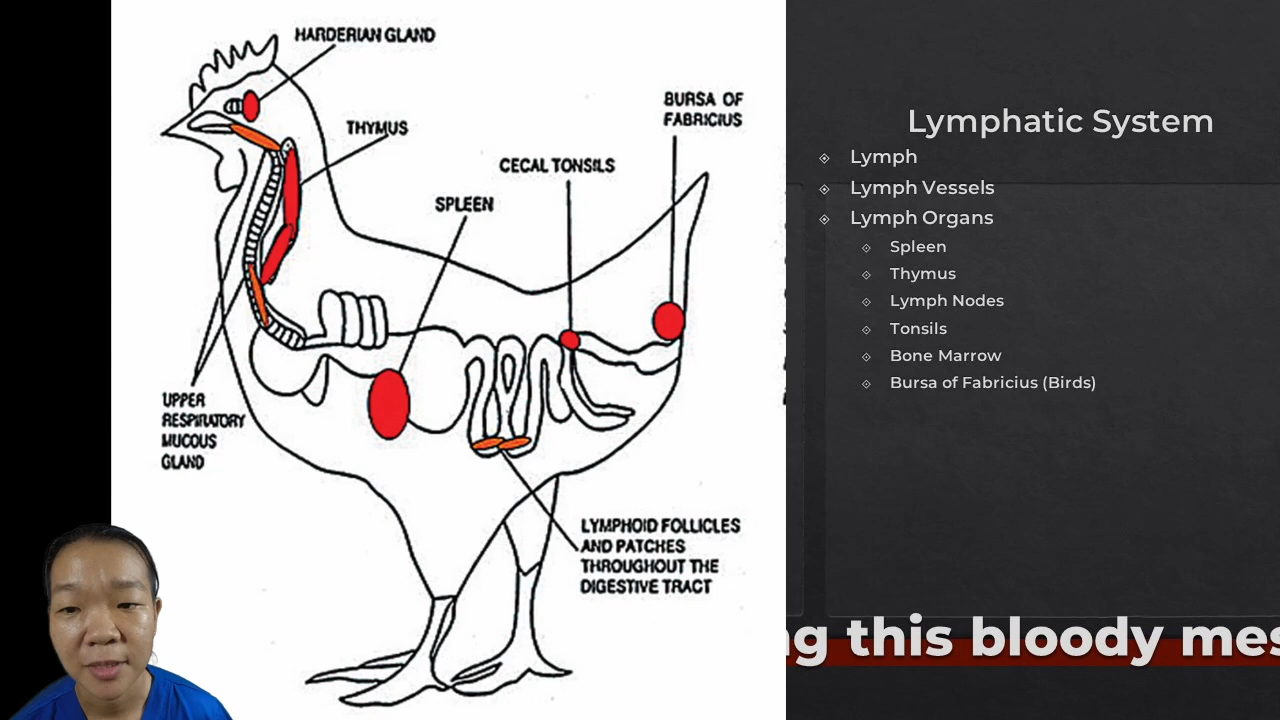 HARDERIAN GLAND
THYMUS
BURSA OF
FABRICIUS
CECAL TONSILS
SPLEEN
UPPER
RESPIRATORY
MUCOUS
GLAND
LYMPHOID FOLLICLES
AND PATCHES
THROUGHOUT THE
DIGESTIVE TRACT
Lymphatic System
Lymph
Lymph Vessels
Lymph Organs
Spleen
Thymus
Lymph Nodes
Tonsils
Bone Marrow
Bursa of Fabricius (Birds)
this bloody